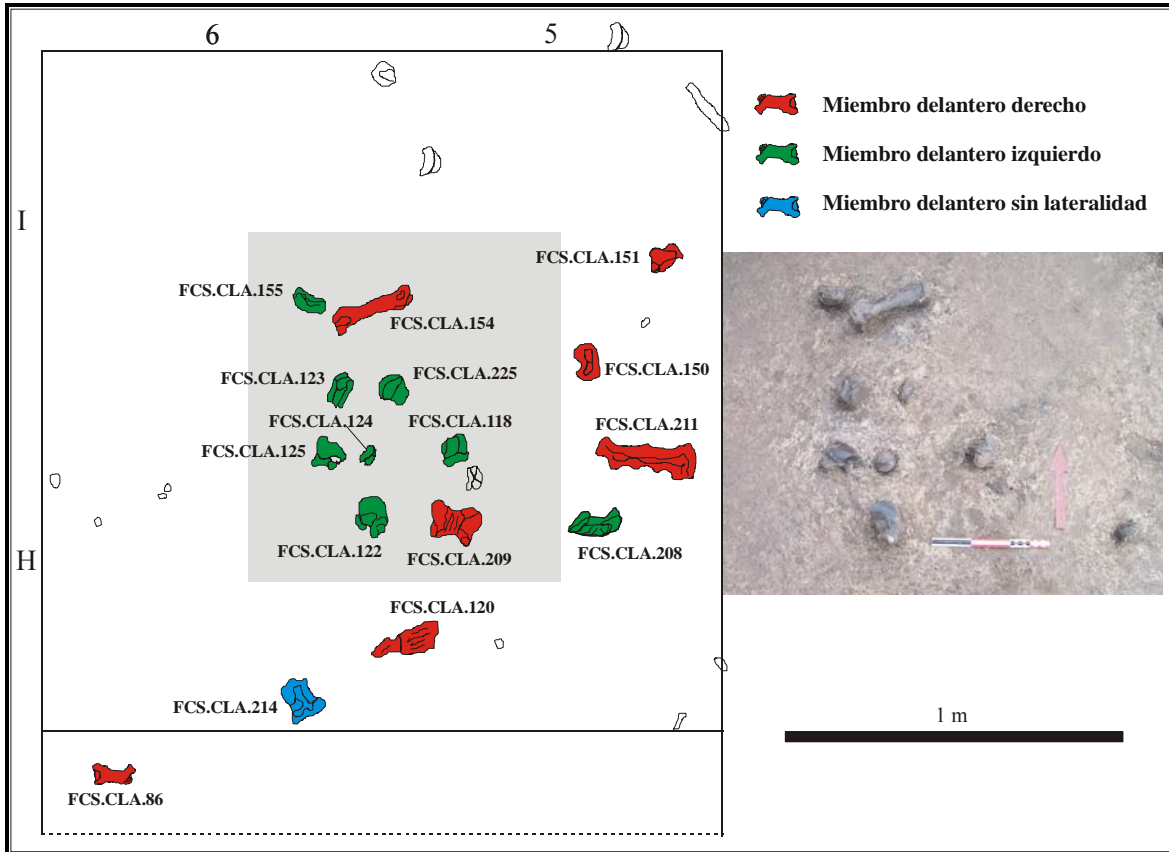 6 5
Miembro delantero derecho
Miembro delantero izquierdo
Miembro delantero sin lateralidad
I
FCS.CLA.151
FCS.CLA.155
FCS.CLA.154
FCS.CLA.150
FCS.CLA.123
FCS.CLA.225
FCS.CLA.124
FCS.CLA.118
FCS.CLA.211
FCS.CLA.125
H
FCS.CLA.122
FCS.CLA.209
FCS.CLA.208
FCS.CLA.120
FCS.CLA.214
1 m
FCS.CLA.86